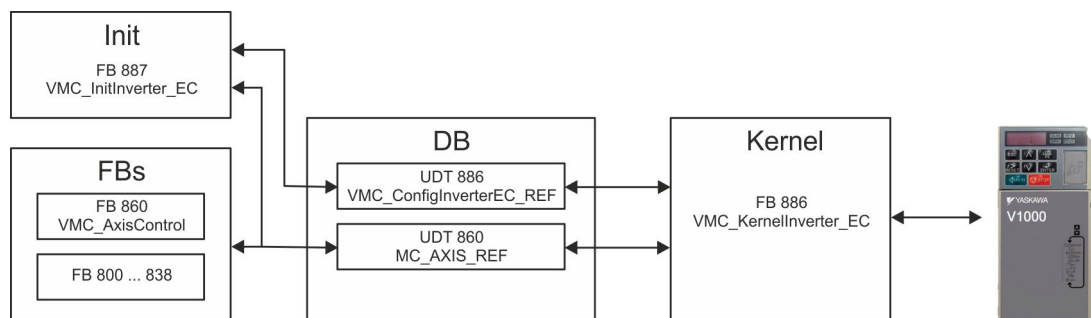 Init
FB 887
VMC_InitInverter_EC
FBs
FB 860
VMC_AxisControl
FB 800 ... 838
DB
UDT 886
VMC_ConfigInverterEC_REF
UDT 860
MC_AXIS_REF
Kernel
FB 886
VMC_KernelInverter_EC
YASKAWA
V1000